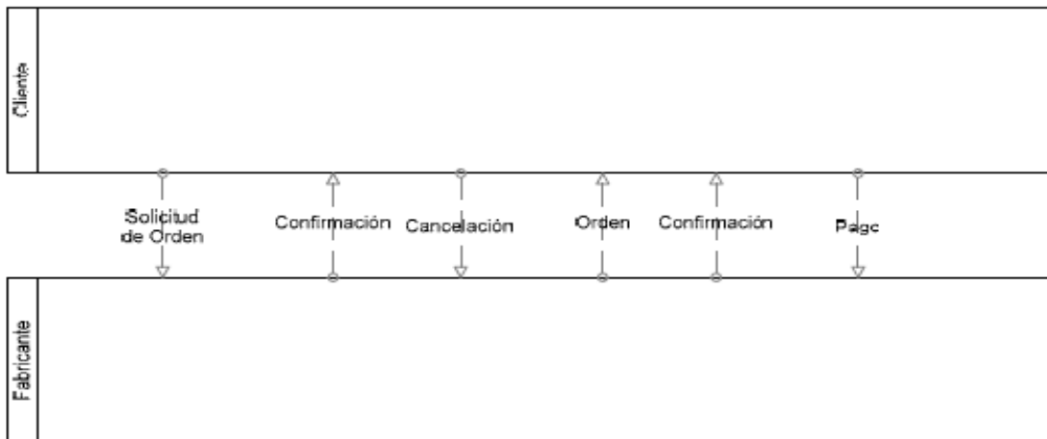 Cliente
Solicitud
de Orden
Confirmación
Cancelación
Orden
Confirmación
Pago
Fabricante